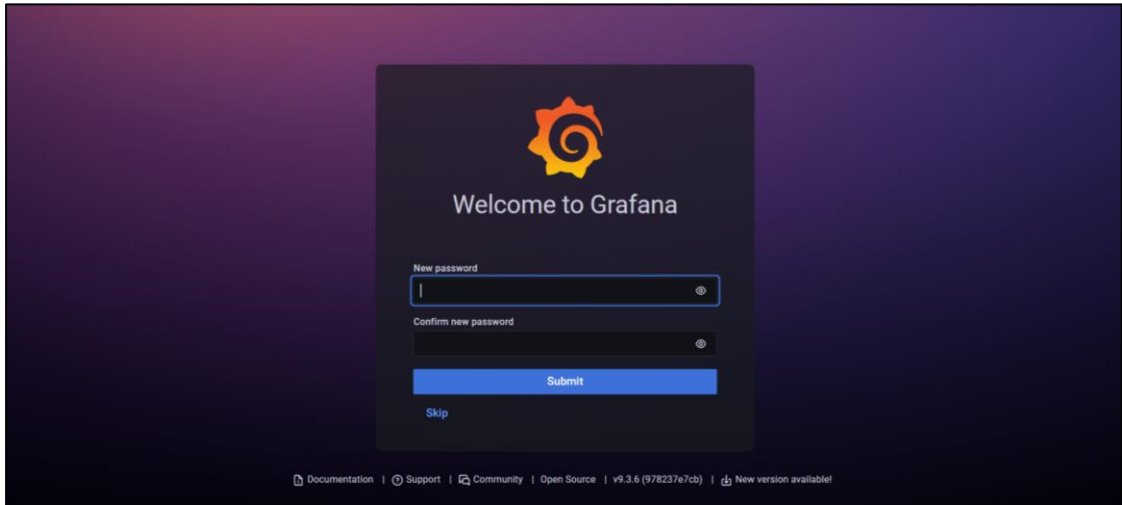 Welcome to Grafana
New password
Confirm new password
Submit
Skip
Documentation | Support | Community | Open Source | v9.3.6 (978237e7cb) | New version available!